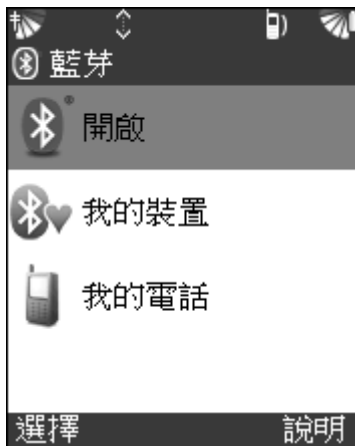 藍芽
開啟
我的裝置
我的電話
選擇 說明